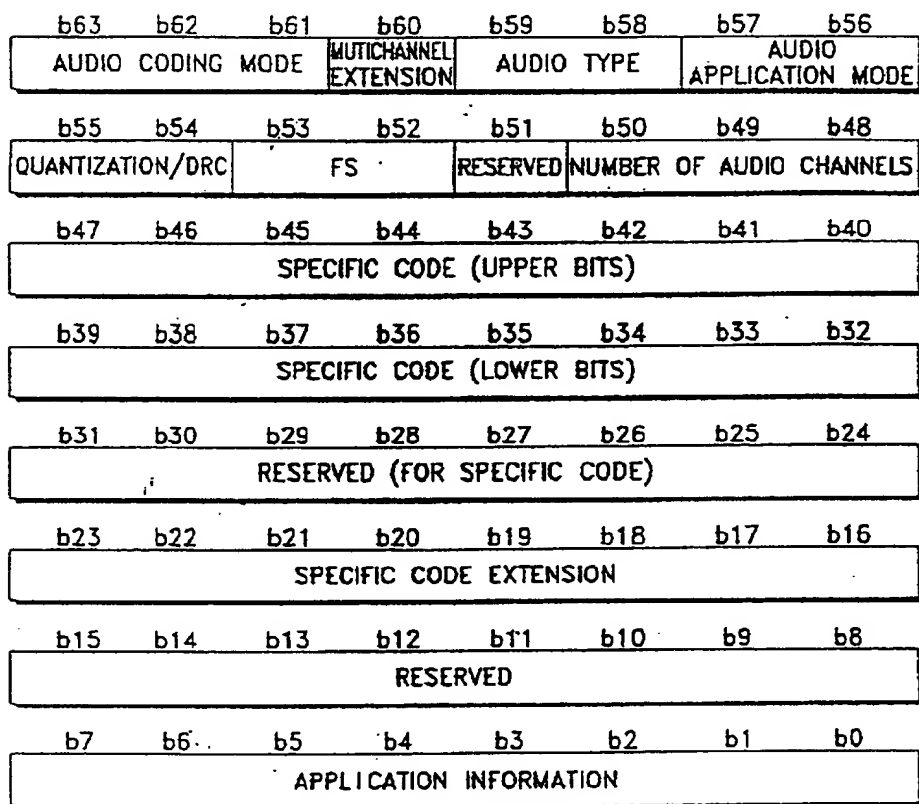 b63 b62 b61 b60 b59 b58 b57 b56
AUDIO CODING MODE
MUTICHANNEL
EXTENSION
AUDIO TYPE
AUDIO
APPLICATION MODE
b55 b54 b53 b52 b51 b50 b49 b48
QUANTIZATION/DRC FS RESERVED NUMBER OF AUDIO CHANNELS
b47 b46 b45 b44 b43 b42 b41 b40
SPECIFIC CODE (UPPER BITS)
b39 b38 b37 b36 b35 b34 b33 b32
SPECIFIC CODE (LOWER BITS)
b31 b30 b29 b28 b27 b26 b25 b24
RESERVED (FOR SPECIFIC CODE)
b23 b22 b21 b20 b19 b18 b17 b16
SPECIFIC CODE EXTENSION
b15 b14 b13 b12 b11 b10 b9 b8
RESERVED
b7 b6 b5 b4 b3 b2 b1 b0
APPLICATION INFORMATION